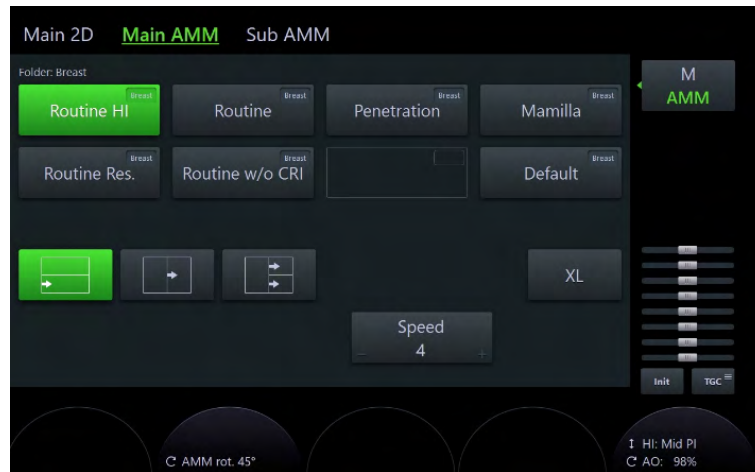 Main 2D Main AMM Sub AMM
Folder: Breast
M
AMM
Breast Breast Breast Breast
Routine HI Routine Penetration Mamilla
Breast Breast Breast
Routine Res. Routine w/o CRI Default
XL
Speed
- 4 +
Init TGC
AMM rot. 45°
HI: Mid PI
AO: 98%